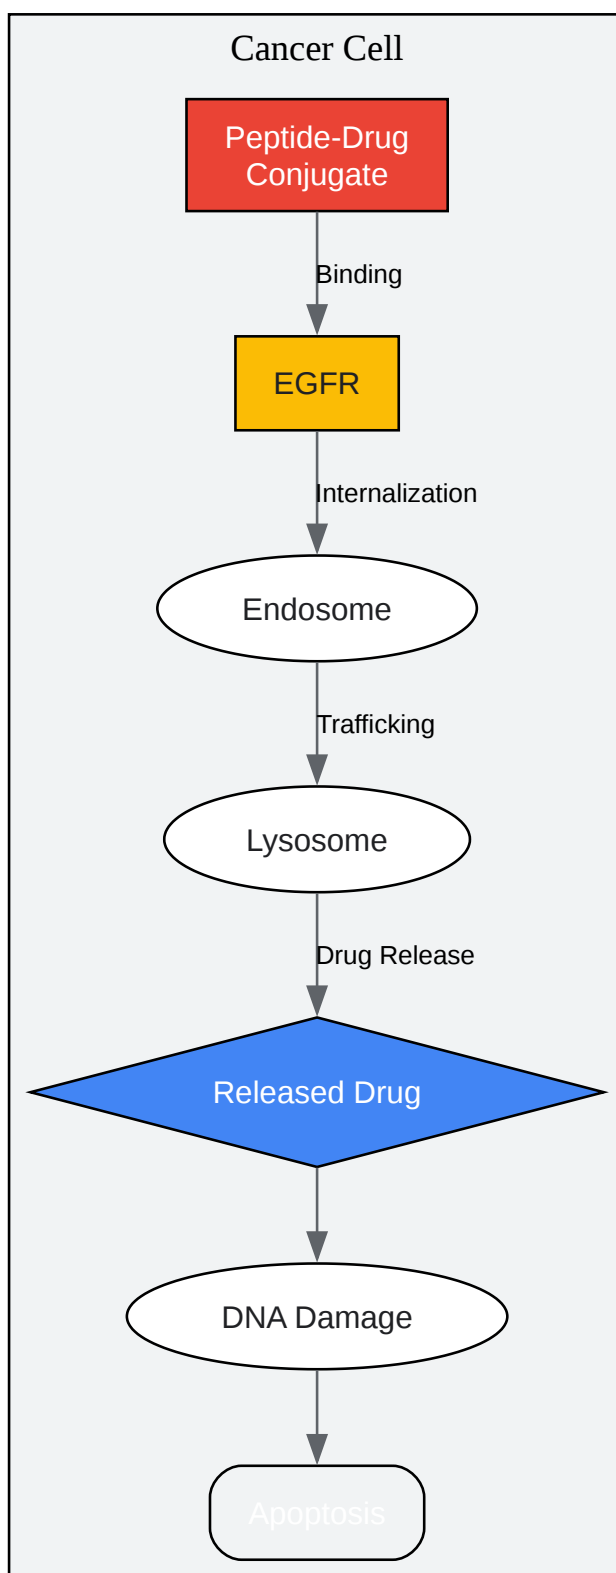 Cancer Cell
Peptide-Drug
Conjugate
Binding
EGFR
Internalization
Endosome
Trafficking
Lysosome
Drug Release
Released Drug
DNA Damage
Apoptosis